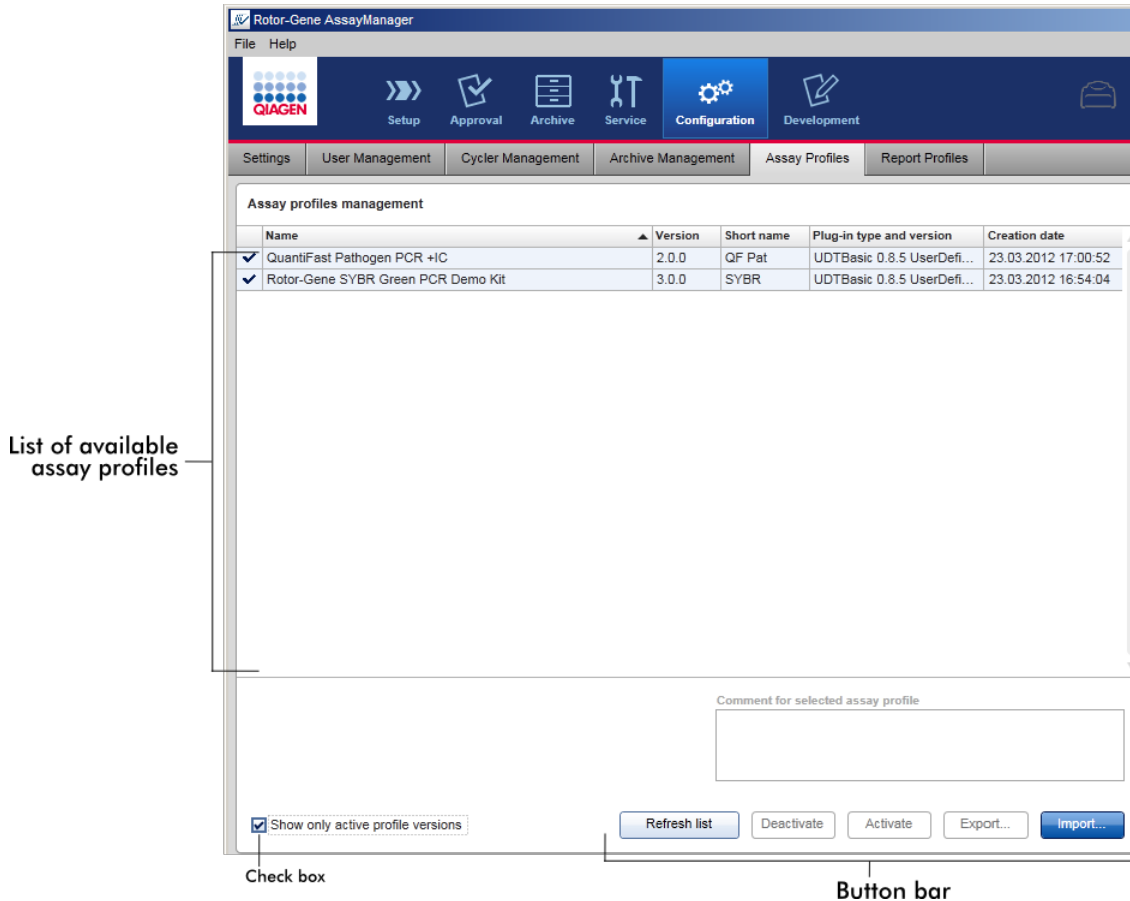 Rotor-Gene AssayManager
File Help
QIAGEN
Setup Approval Archive Service Configuration Development
Settings User Management Cycler Management Archive Management Assay Profiles Report Profiles
Assay profiles management
Name Version Short name Plug-in type and version Creation date
QuantiFast Pathogen PCR +IC 2.0.0 QF Pat UDTBasic 0.8.5 UserDefi... 23.03.2012 17:00:52
Rotor-Gene SYBR Green PCR Demo Kit 3.0.0 SYBR UDTBasic 0.8.5 UserDefi... 23.03.2012 16:54:04
List of available
assay profiles
Comment for selected assay profile
Show only active profile versions
Refresh list Deactivate Activate Export... Import...
Check box
Button bar